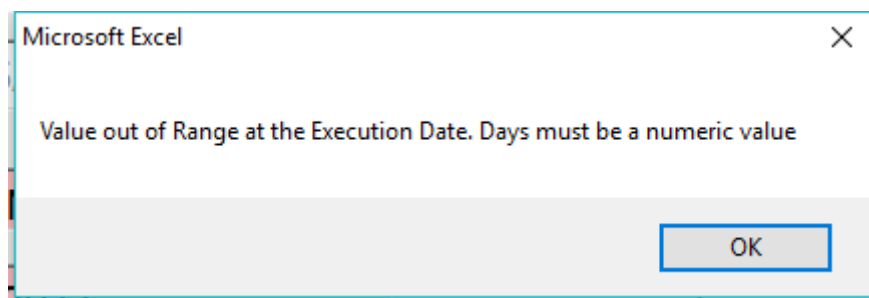 Microsoft Excel
Value out of Range at the Execution Date. Days must be a numeric value
OK